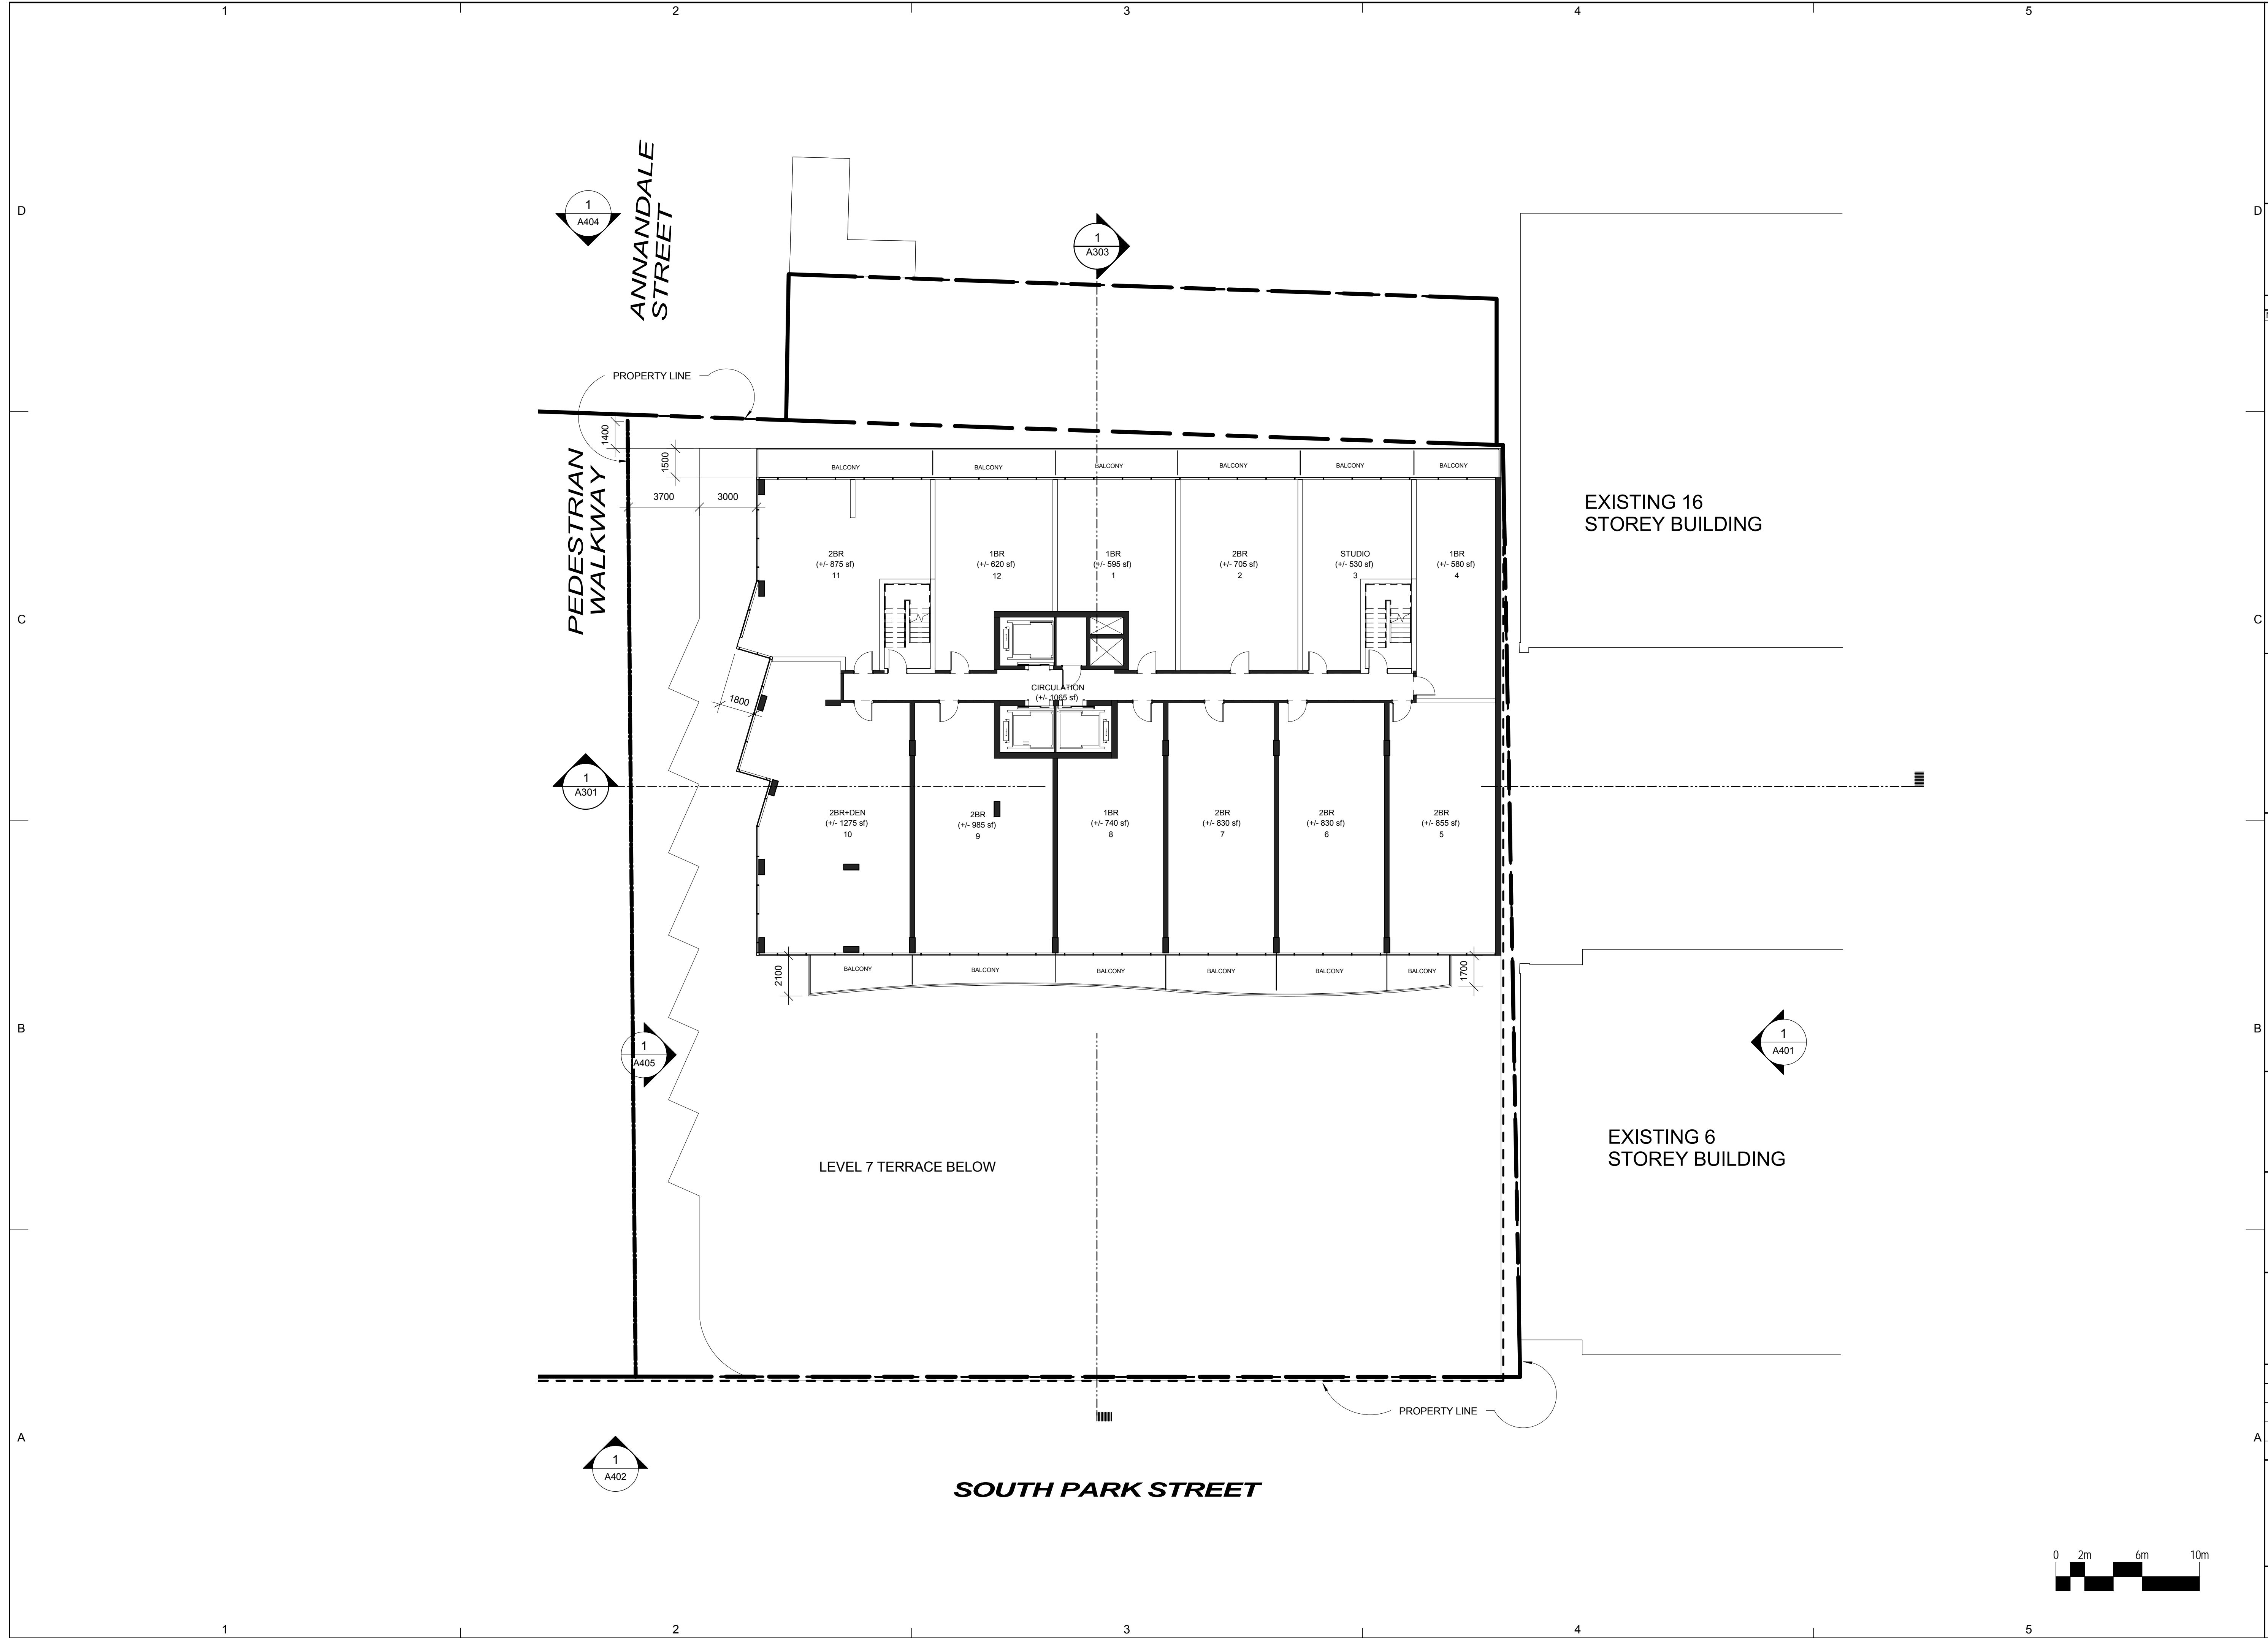 1
2
3
4
5
D
D
ANNANDALE
STREET
1
A404
1
A303
PROPERTY LINE
1400
1500
3700
3000
PEDESTRIAN
WALKWAY
BALCONY
BALCONY
BALCONY
BALCONY
BALCONY
BALCONY
EXISTING 16
STOREY BUILDING
2BR
(+/- 875 sf)
11
1BR
(+/- 620 sf)
12
1BR
(+/- 595 sf)
1
2BR
(+/- 705 sf)
2
STUDIO
(+/- 530 sf)
3
1BR
(+/- 580 sf)
4
C
C
CIRCULATION
(+/- 1065 sf)
1800
1
A301
2BR+DEN
(+/- 1275 sf)
10
2BR
(+/- 985 sf)
9
1BR
(+/- 740 sf)
8
2BR
(+/- 830 sf)
7
2BR
(+/- 830 sf)
6
2BR
(+/- 855 sf)
5
2100
BALCONY
BALCONY
BALCONY
BALCONY
BALCONY
BALCONY
1700
B
B
1
A405
1
A401
EXISTING 6
STOREY BUILDING
LEVEL 7 TERRACE BELOW
PROPERTY LINE
A
A
1
A402
SOUTH PARK STREET
0 2m 6m 10m
1
2
3
4
5